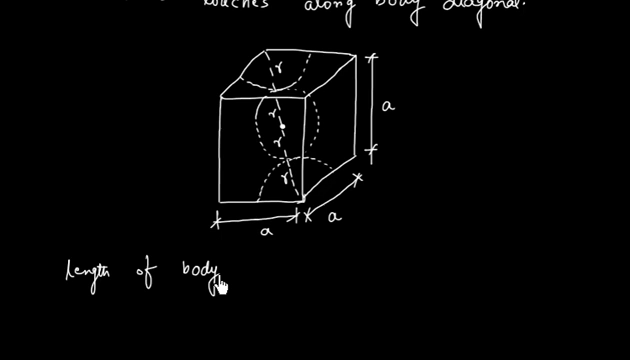 touches along body diagonal.
r
r
r
r
a
a
a
length of body